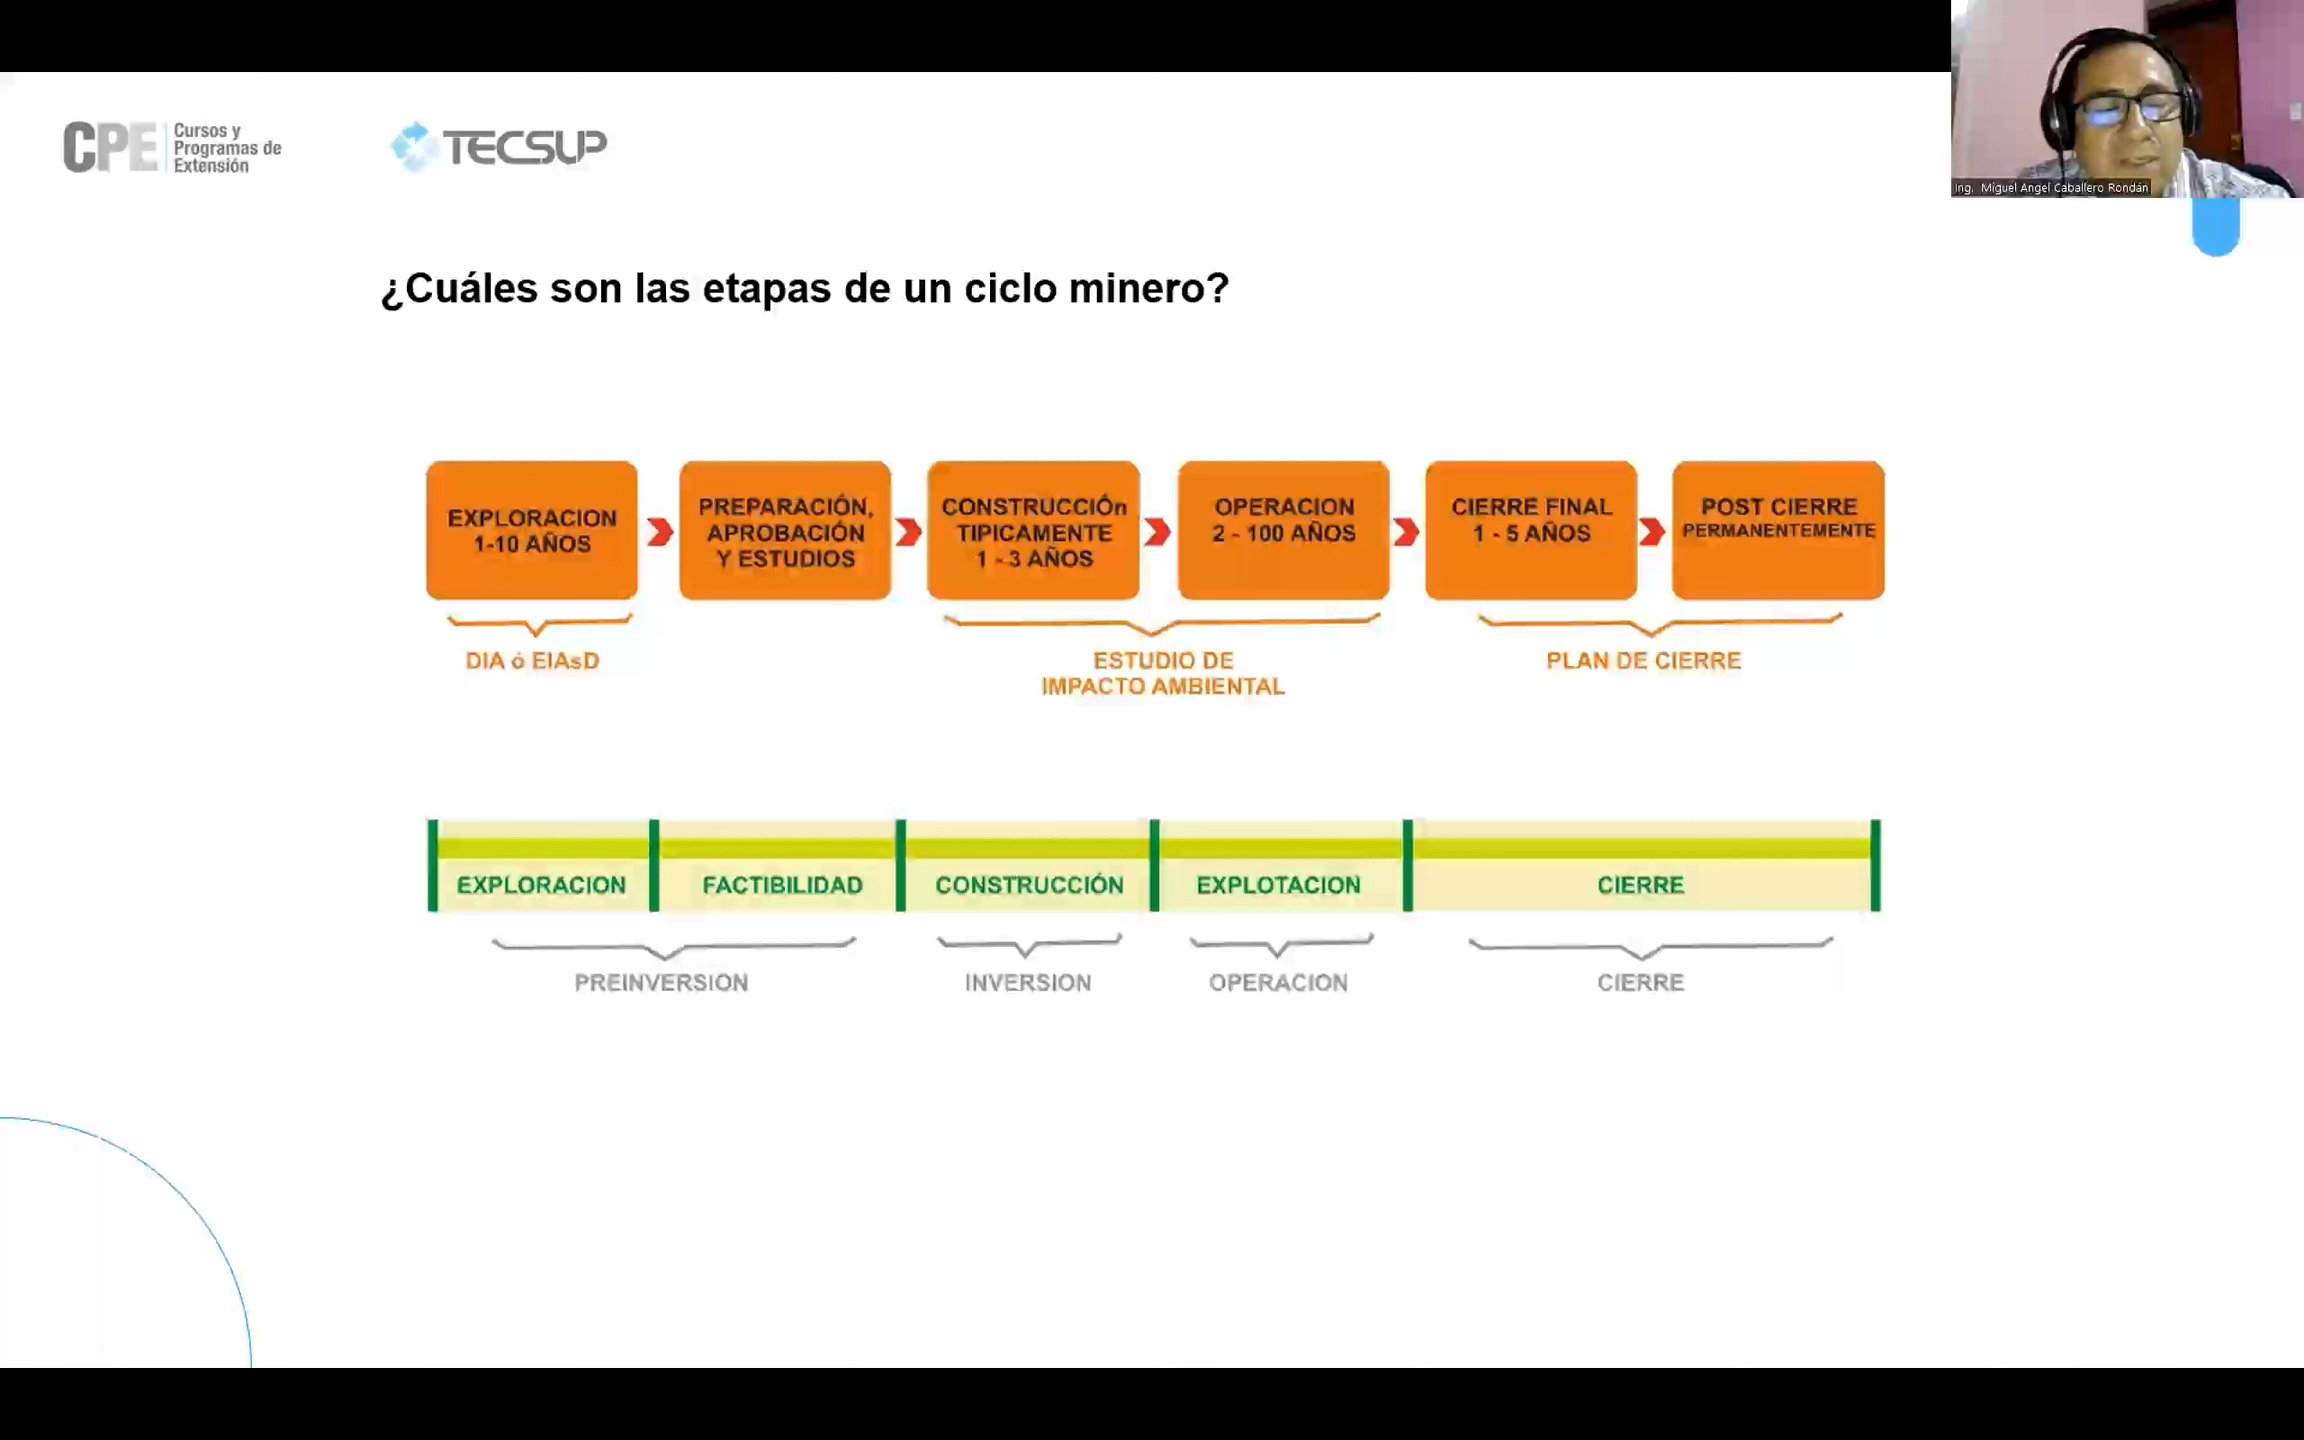 CPE
Cursos y
Programas de
Extensión
TECSUP
Ing. Miguel Angel Caballero Rondán
¿Cuáles son las etapas de un ciclo minero?
EXPLORACION
1-10 AÑOS
PREPARACIÓN,
APROBACIÓN
Y ESTUDIOS
CONSTRUCCIÓn
TIPICAMENTE
1 - 3 AÑOS
OPERACION
2 - 100 AÑOS
CIERRE FINAL
1 - 5 AÑOS
POST CIERRE
PERMANENTEMENTE
DIA ó EIAsD
ESTUDIO DE
IMPACTO AMBIENTAL
PLAN DE CIERRE
EXPLORACION
FACTIBILIDAD
CONSTRUCCIÓN
EXPLOTACION
CIERRE
PREINVERSION
INVERSION
OPERACION
CIERRE